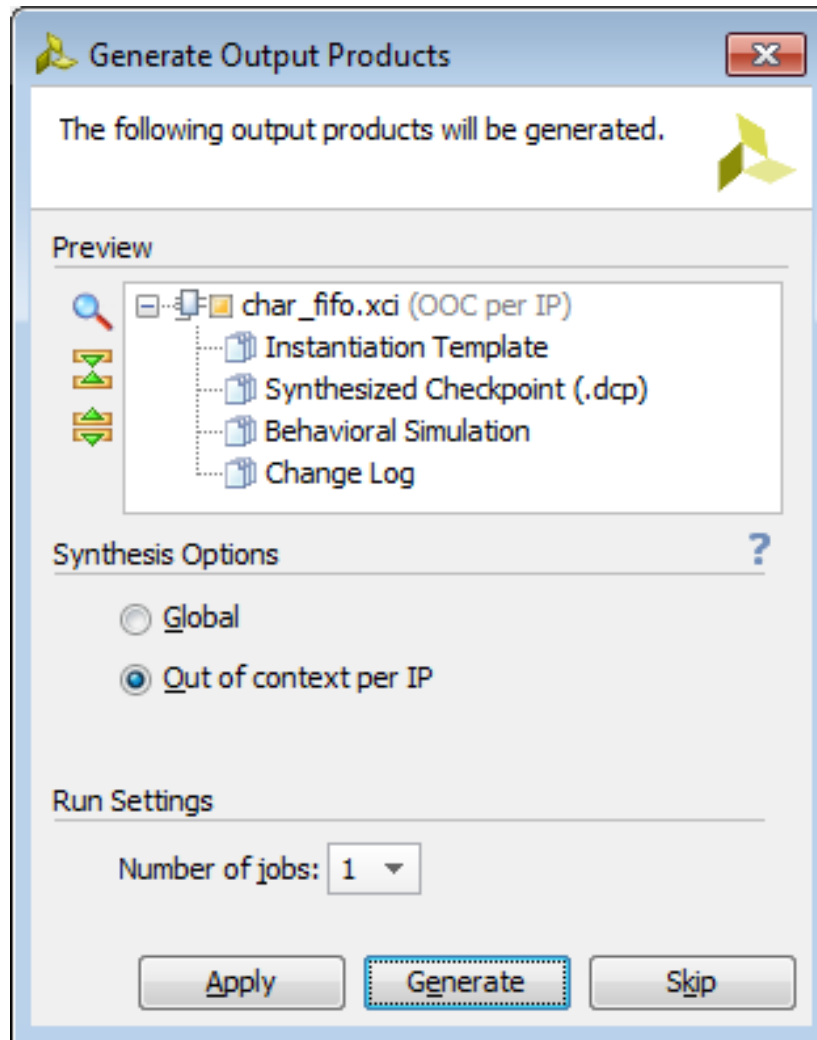 Generate Output Products
The following output products will be generated.
Preview
char_fifo.xci (OOC per IP)
Instantiation Template
Synthesized Checkpoint (.dcp)
Behavioral Simulation
Change Log
Synthesis Options
?
Global
Out of context per IP
Run Settings
Number of jobs: 1
Apply Generate Skip